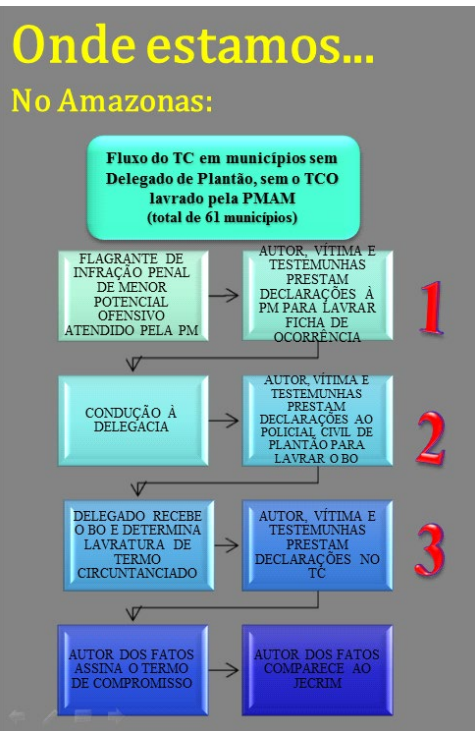 Onde estamos...
No Amazonas:
Fluxo do TC em municípios sem
Delegado de Plantão, sem o TCO
lavrado pela PMAM
(total de 61 municípios)
FLAGRANTE DE
INFRAÇÃO PENAL
DE MENOR
POTENCIAL
OFENSIVO
ATENDIDO PELA PM
AUTOR, VÍTIMA E
TESTEMUNHAS
PRESTAM
DECLARAÇÕES À
PM PARA LAVRAR
FICHA DE
OCORRÊNCIA
1
CONDUÇÃO À
DELEGACIA
AUTOR, VÍTIMA E
TESTEMUNHAS
PRESTAM
DECLARAÇÕES AO
POLICIAL CIVIL DE
PLANTÃO PARA
LAVRAR O BO
2
DELEGADO RECEBE
O BO E DETERMINA
LAVRATURA DE
TERMO
CIRCUNTANCIADO
AUTOR, VÍTIMA E
TESTEMUNHAS
PRESTAM
DECLARAÇÕES NO
TC
3
AUTOR DOS FATOS
ASSINA O TERMO
DE COMPROMISSO
AUTOR DOS FATOS
COMPARECE AO
JECRIM